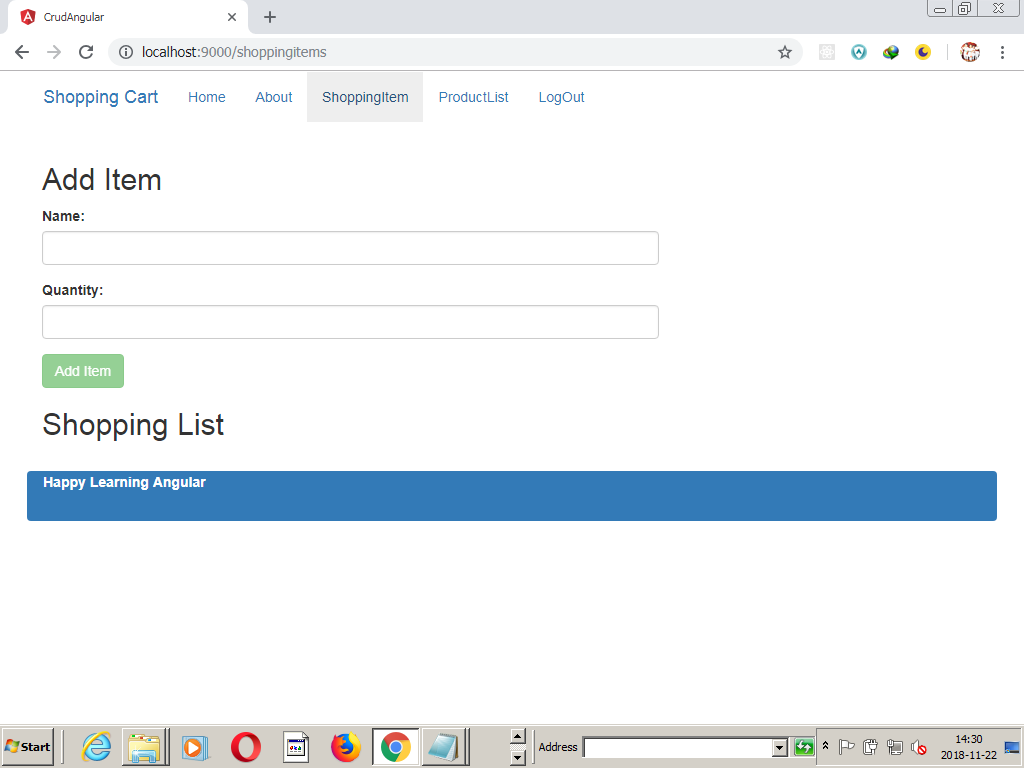 CrudAngular
localhost:9000/shoppingitems
Shopping Cart Home About ShoppingItem ProductList LogOut
Add Item
Name:
Quantity:
Add Item
Shopping List
Happy Learning Angular
Start
Address
14:30
2018-11-22